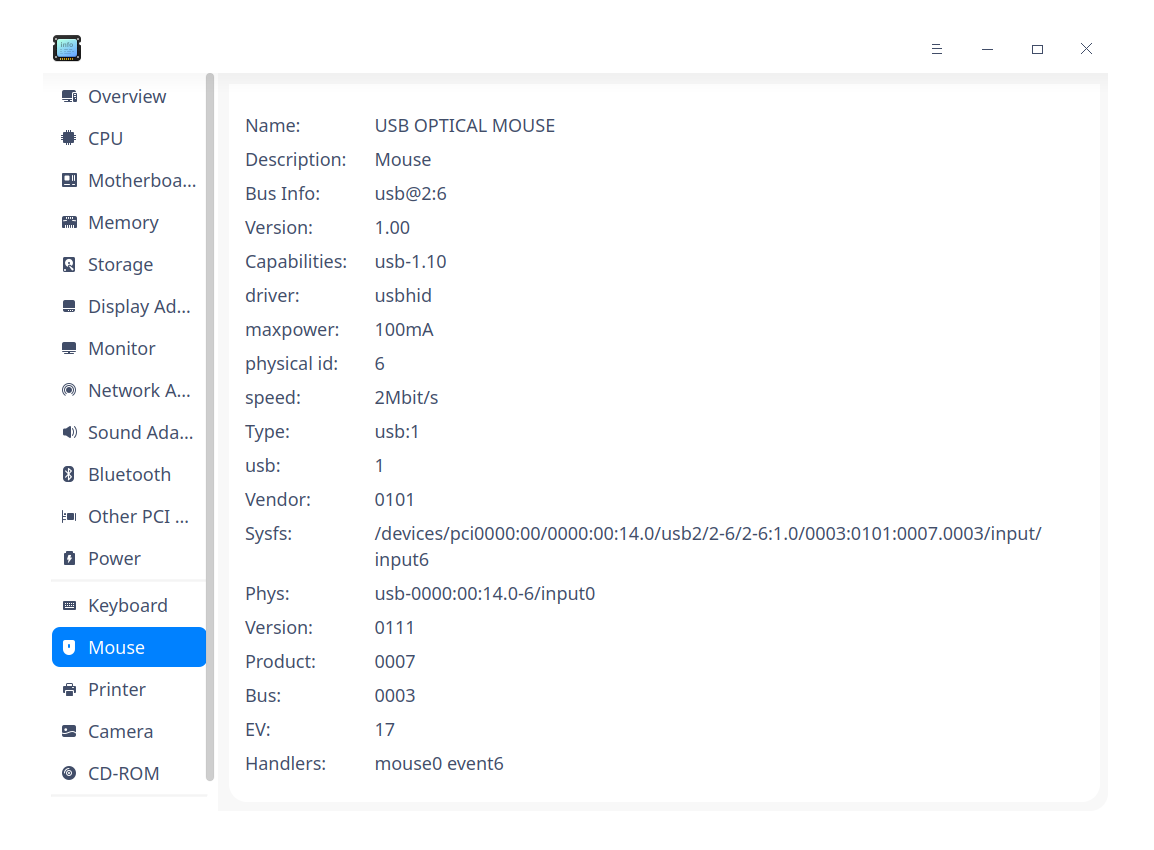 info
Overview
CPU
Motherboa...
Memory
Storage
Display Ad...
Monitor
Network A...
Sound Ada...
Bluetooth
Other PCI ...
Power
Keyboard
Mouse
Printer
Camera
CD-ROM
Name: USB OPTICAL MOUSE
Description: Mouse
Bus Info: usb@2:6
Version: 1.00
Capabilities: usb-1.10
driver: usbhid
maxpower: 100mA
physical id: 6
speed: 2Mbit/s
Type: usb:1
usb: 1
Vendor: 0101
Sysfs: /devices/pci0000:00/0000:00:14.0/usb2/2-6/2-6:1.0/0003:0101:0007.0003/input/
input6
Phys: usb-0000:00:14.0-6/input0
Version: 0111
Product: 0007
Bus: 0003
EV: 17
Handlers: mouse0 event6